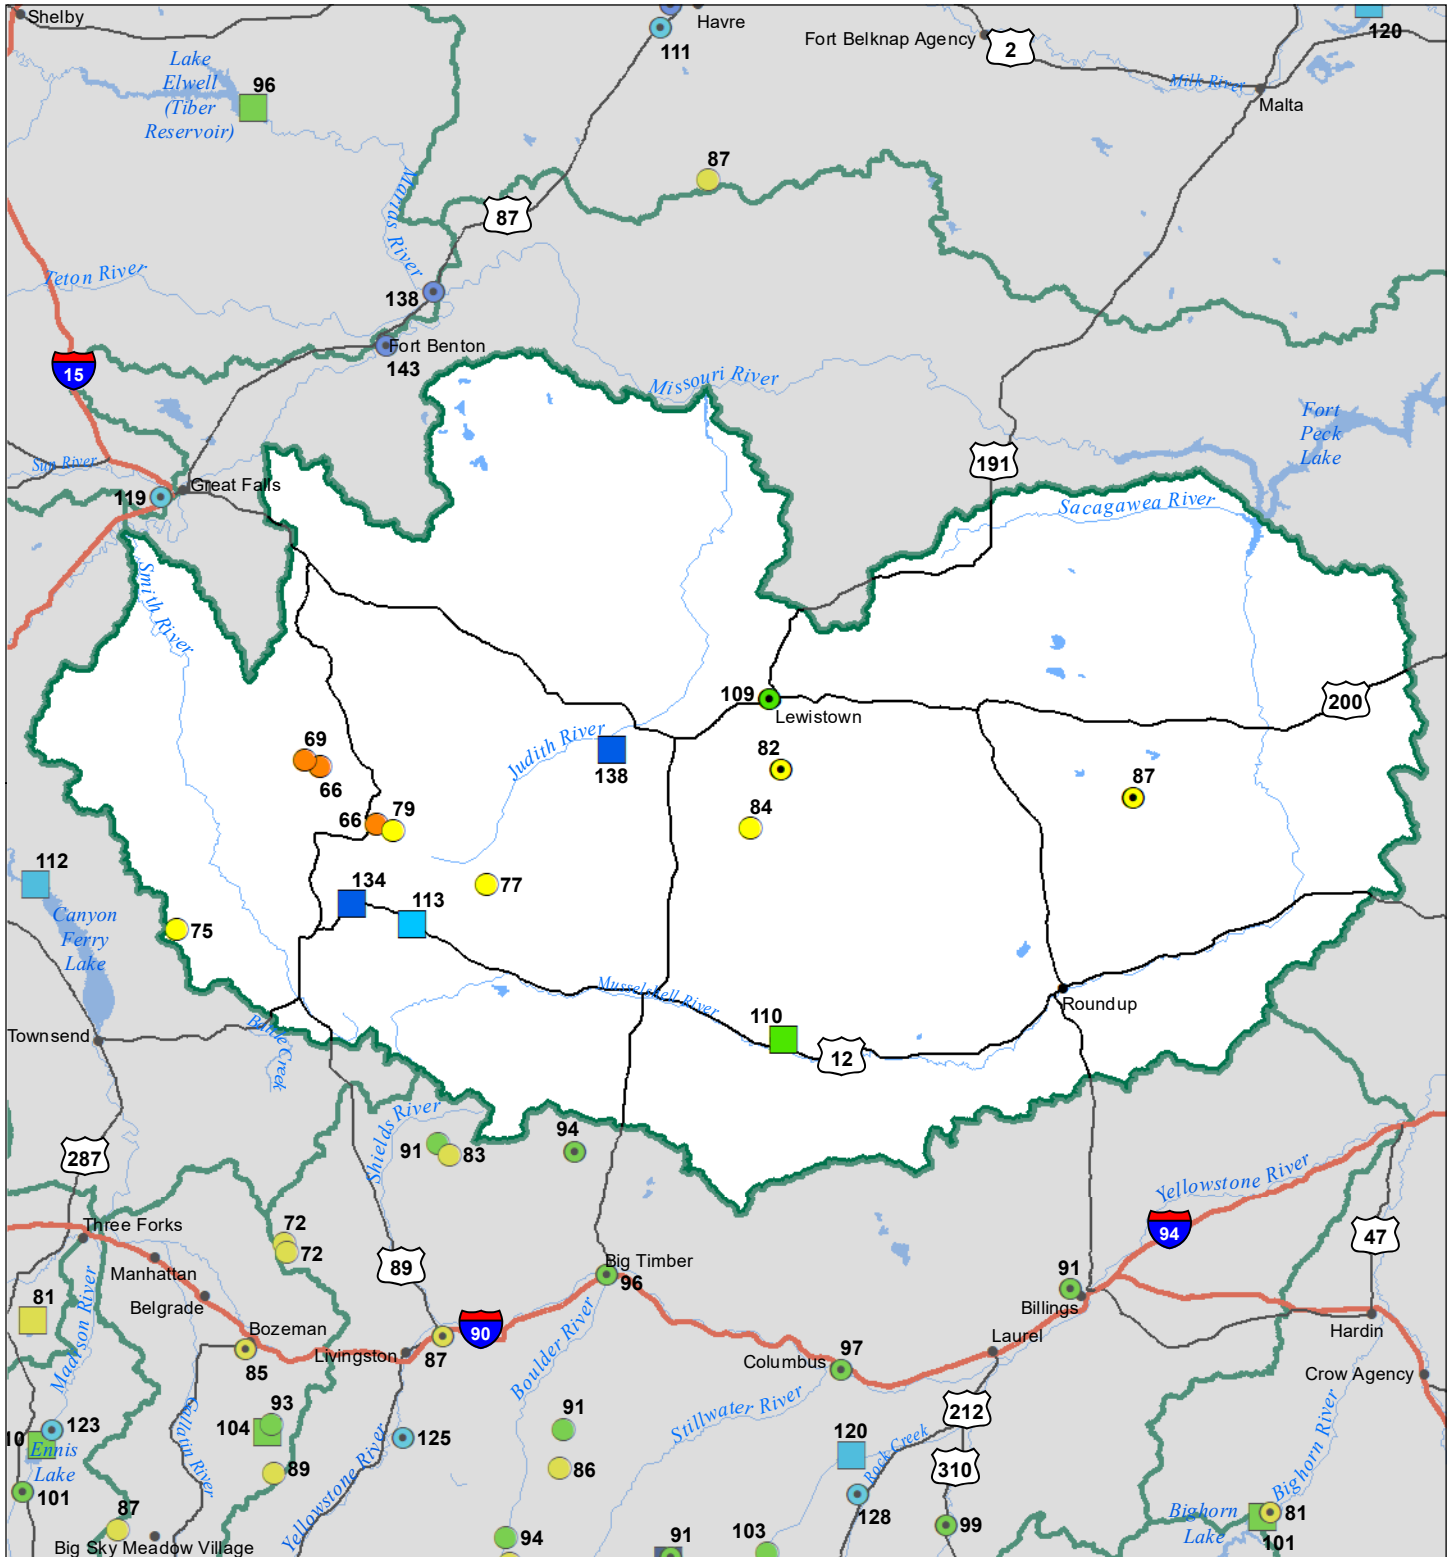 Shelby
Havre
111
Fort Belknap Agency
2
120
Milk River
Malta
Lake
Elwell
(Tiber
Reservoir)
96
87
Marias River
87
Teton River
138
Fort Benton
143
15
Missouri River
Fort
Peck
Lake
191
Sun River
Great Falls
119
Sacagawea River
Smith River
200
109
Lewistown
69
66
Judith River
138
82
87
66
79
84
112
134
113
77
Canyon
Ferry
Lake
75
Musselshell River
Roundup
110
12
Townsend
Battle Creek
Shields River
91
83
94
287
Yellowstone River
Three Forks
72
72
94
47
Manhattan
89
Big Timber
96
91
Billings
81
Belgrade
Madison River
Bozeman
85
Livingston
87
90
Boulder River
Columbus
97
Laurel
Hardin
Crow Agency
93
104
Gallatin River
123
10
Ennis
Lake
125
91
Stillwater River
212
120
Rock Creek
86
89
310
101
Yellowstone River
128
Bighorn River
87
Bighorn
Lake
81
101
Big Sky Meadow Village
94
91
103
99